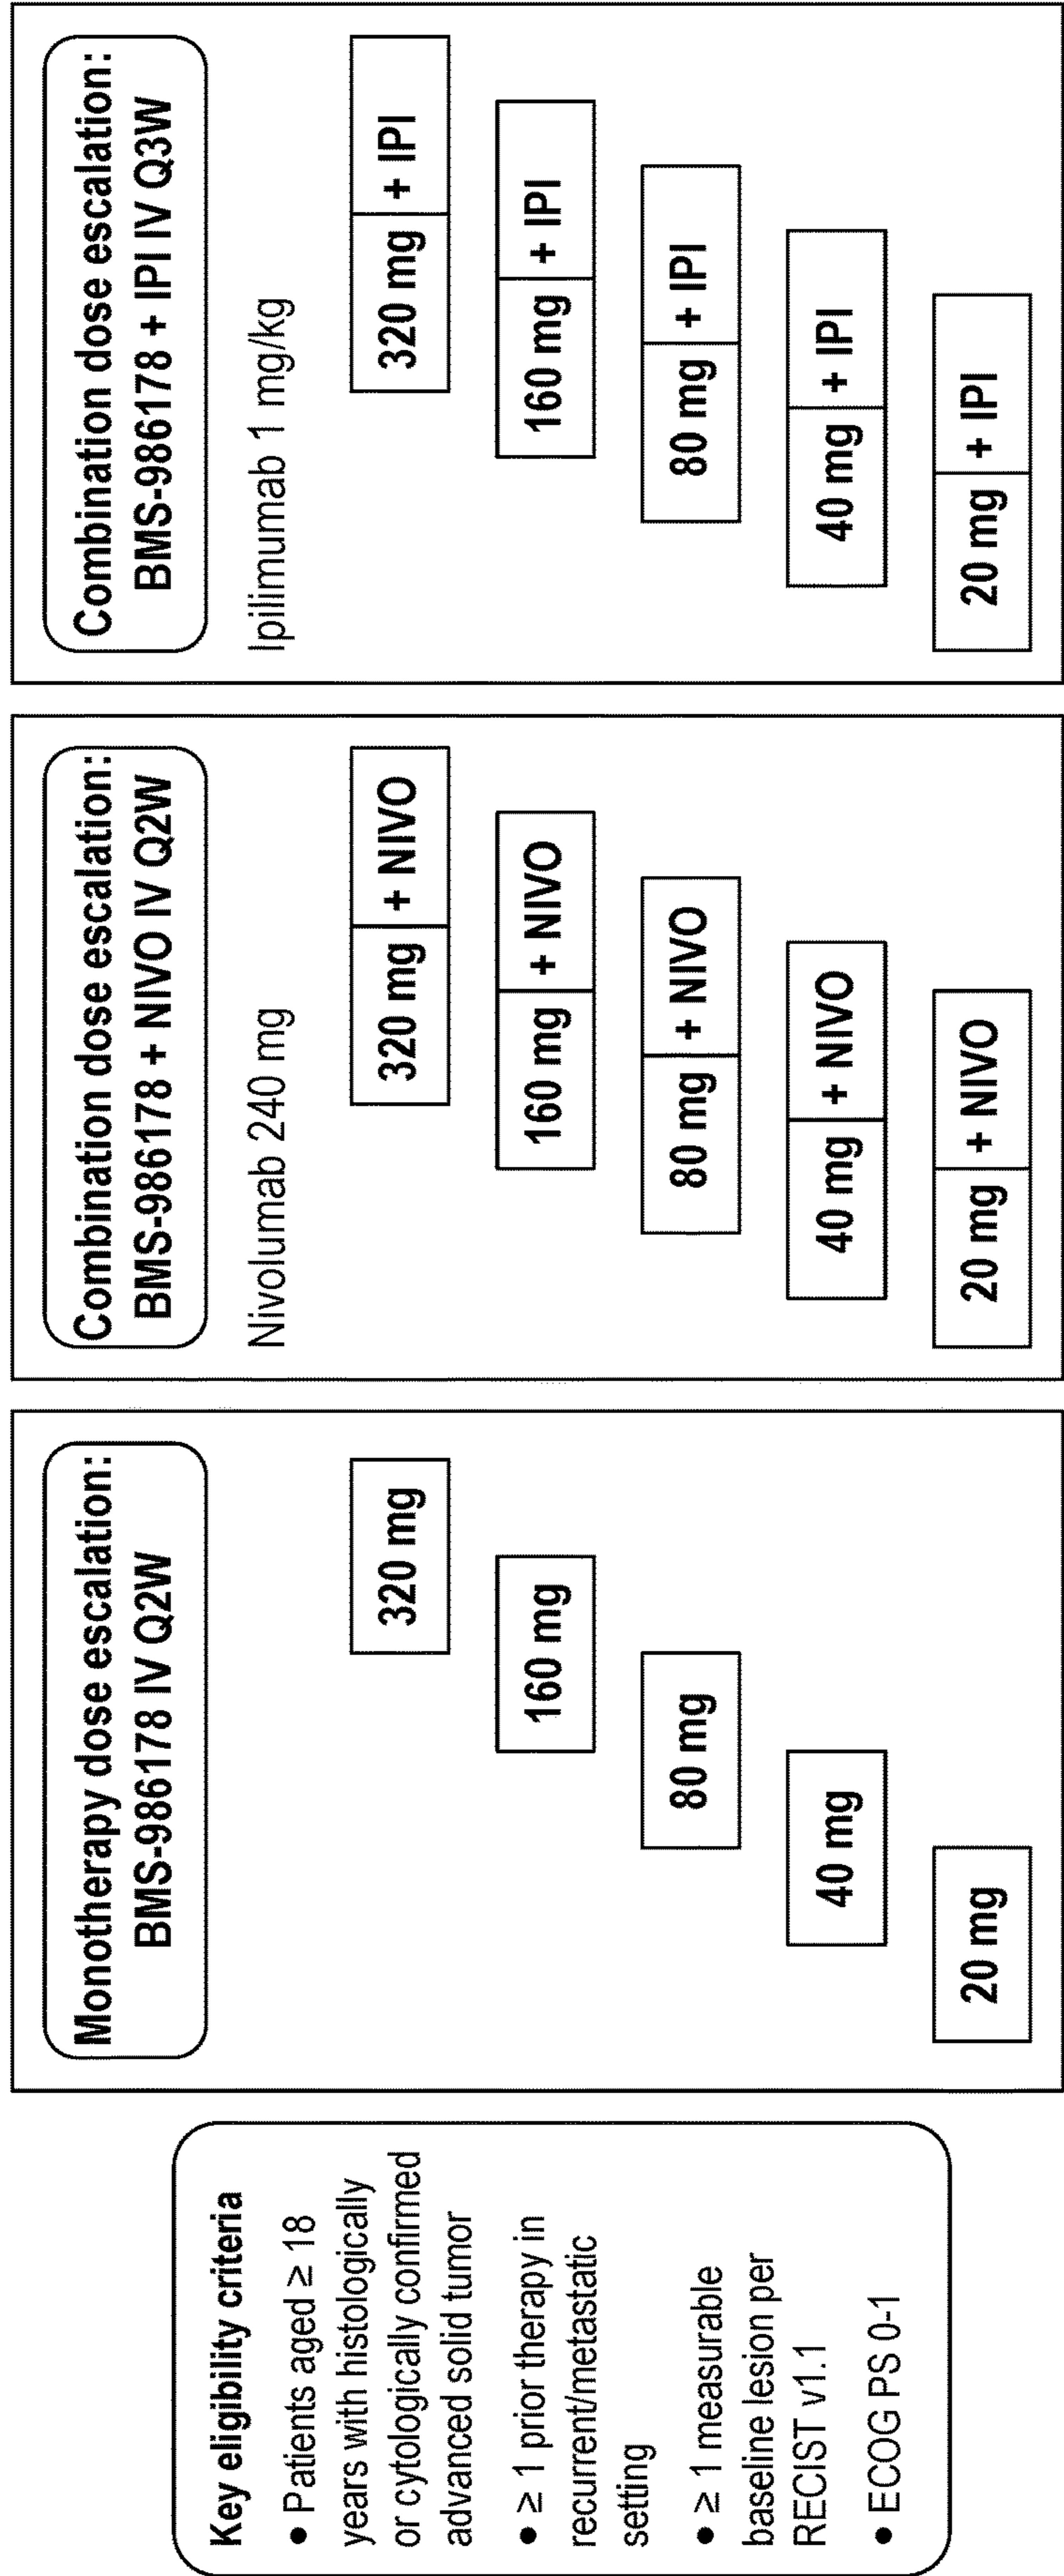 Key eligibility criteria
• Patients aged ≥ 18
years with histologically
or cytologically confirmed
advanced solid tumor
• ≥ 1 prior therapy in
recurrent/metastatic
setting
• ≥ 1 measurable
baseline lesion per
RECIST v1.1
• ECOG PS 0-1
Monotherapy dose escalation:
BMS-986178 IV Q2W
320 mg
160 mg
80 mg
40 mg
20 mg
Combination dose escalation:
BMS-986178 + NIVO IV Q2W
Nivolumab 240 mg
320 mg + NIVO
160 mg + NIVO
80 mg + NIVO
40 mg + NIVO
20 mg + NIVO
Combination dose escalation:
BMS-986178 + IPI IV Q3W
Ipilimumab 1 mg/kg
320 mg + IPI
160 mg + IPI
80 mg + IPI
40 mg + IPI
20 mg + IPI